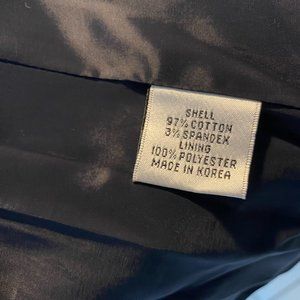 SHELL
97% COTTON
3% SPANDEX
LINING
100% POLYESTER
MADE IN KOREA